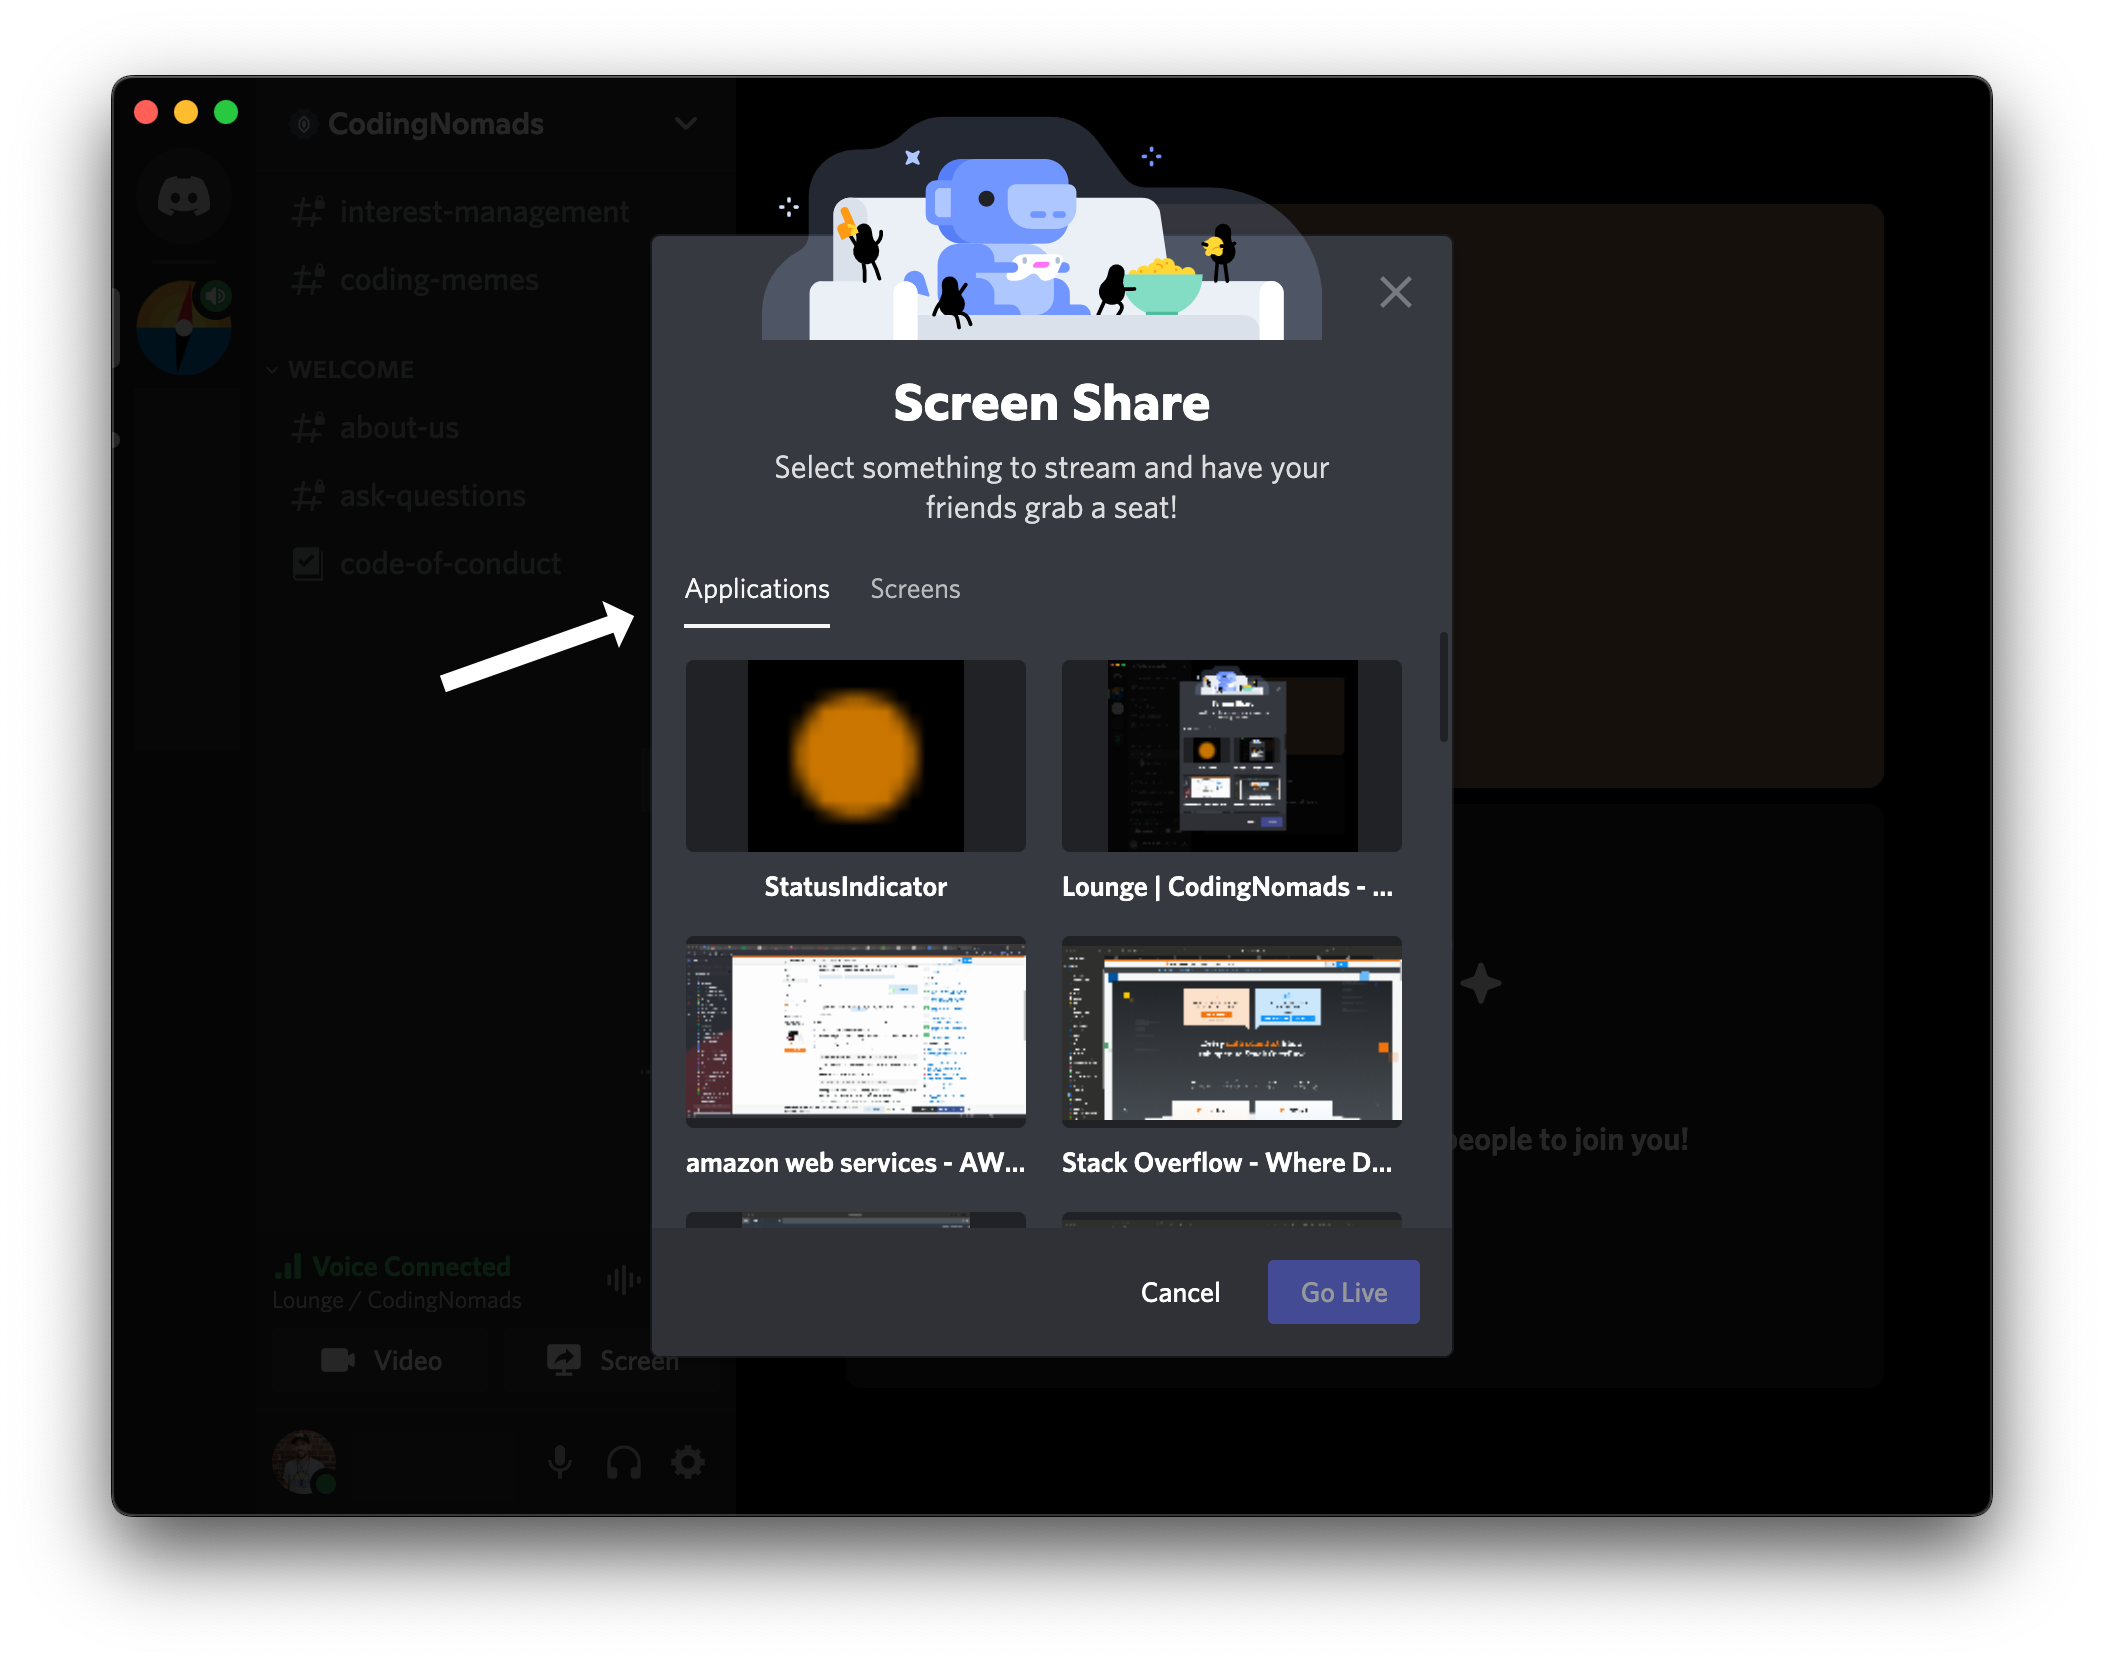 CodingNomads
interest-management
coding-memes
WELCOME
about-us
ask-questions
code-of-conduct
Screen Share
Select something to stream and have your
friends grab a seat!
Applications
Screens
StatusIndicator
Lounge | CodingNomads - ...
amazon web services - AW...
Stack Overflow - Where D...
people to join you!
Cancel
Go Live
Voice Connected
Lounge / CodingNomads
Video
Screen